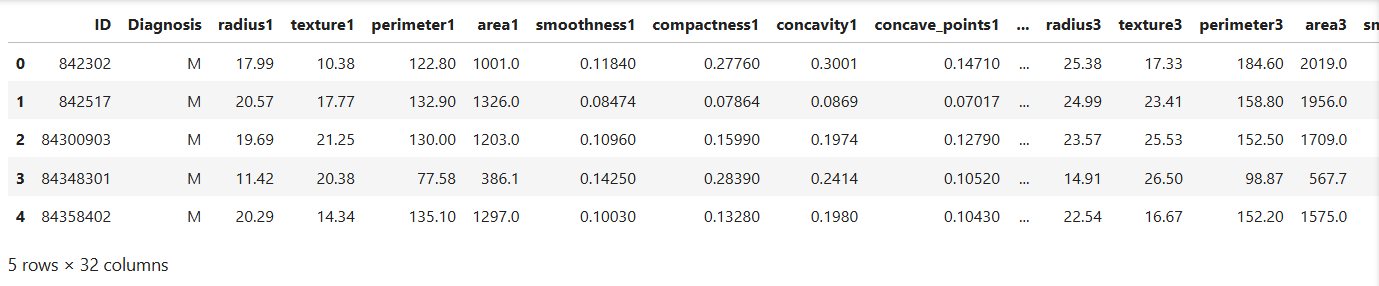 ID Diagnosis radius1 texture1 perimeter1 area1 smoothness1 compactness1 concavity1 concave_points1 ... radius3 texture3 perimeter3 area3
0 842302 M 17.99 10.38 122.80 1001.0 0.11840 0.27760 0.3001 0.14710 ... 25.38 17.33 184.60 2019.0
1 842517 M 20.57 17.77 132.90 1326.0 0.08474 0.07864 0.0869 0.07017 ... 24.99 23.41 158.80 1956.0
2 84300903 M 19.69 21.25 130.00 1203.0 0.10960 0.15990 0.1974 0.12790 ... 23.57 25.53 152.50 1709.0
3 84348301 M 11.42 20.38 77.58 386.1 0.14250 0.28390 0.2414 0.10520 ... 14.91 26.50 98.87 567.7
4 84358402 M 20.29 14.34 135.10 1297.0 0.10030 0.13280 0.1980 0.10430 ... 22.54 16.67 152.20 1575.0
5 rows × 32 columns